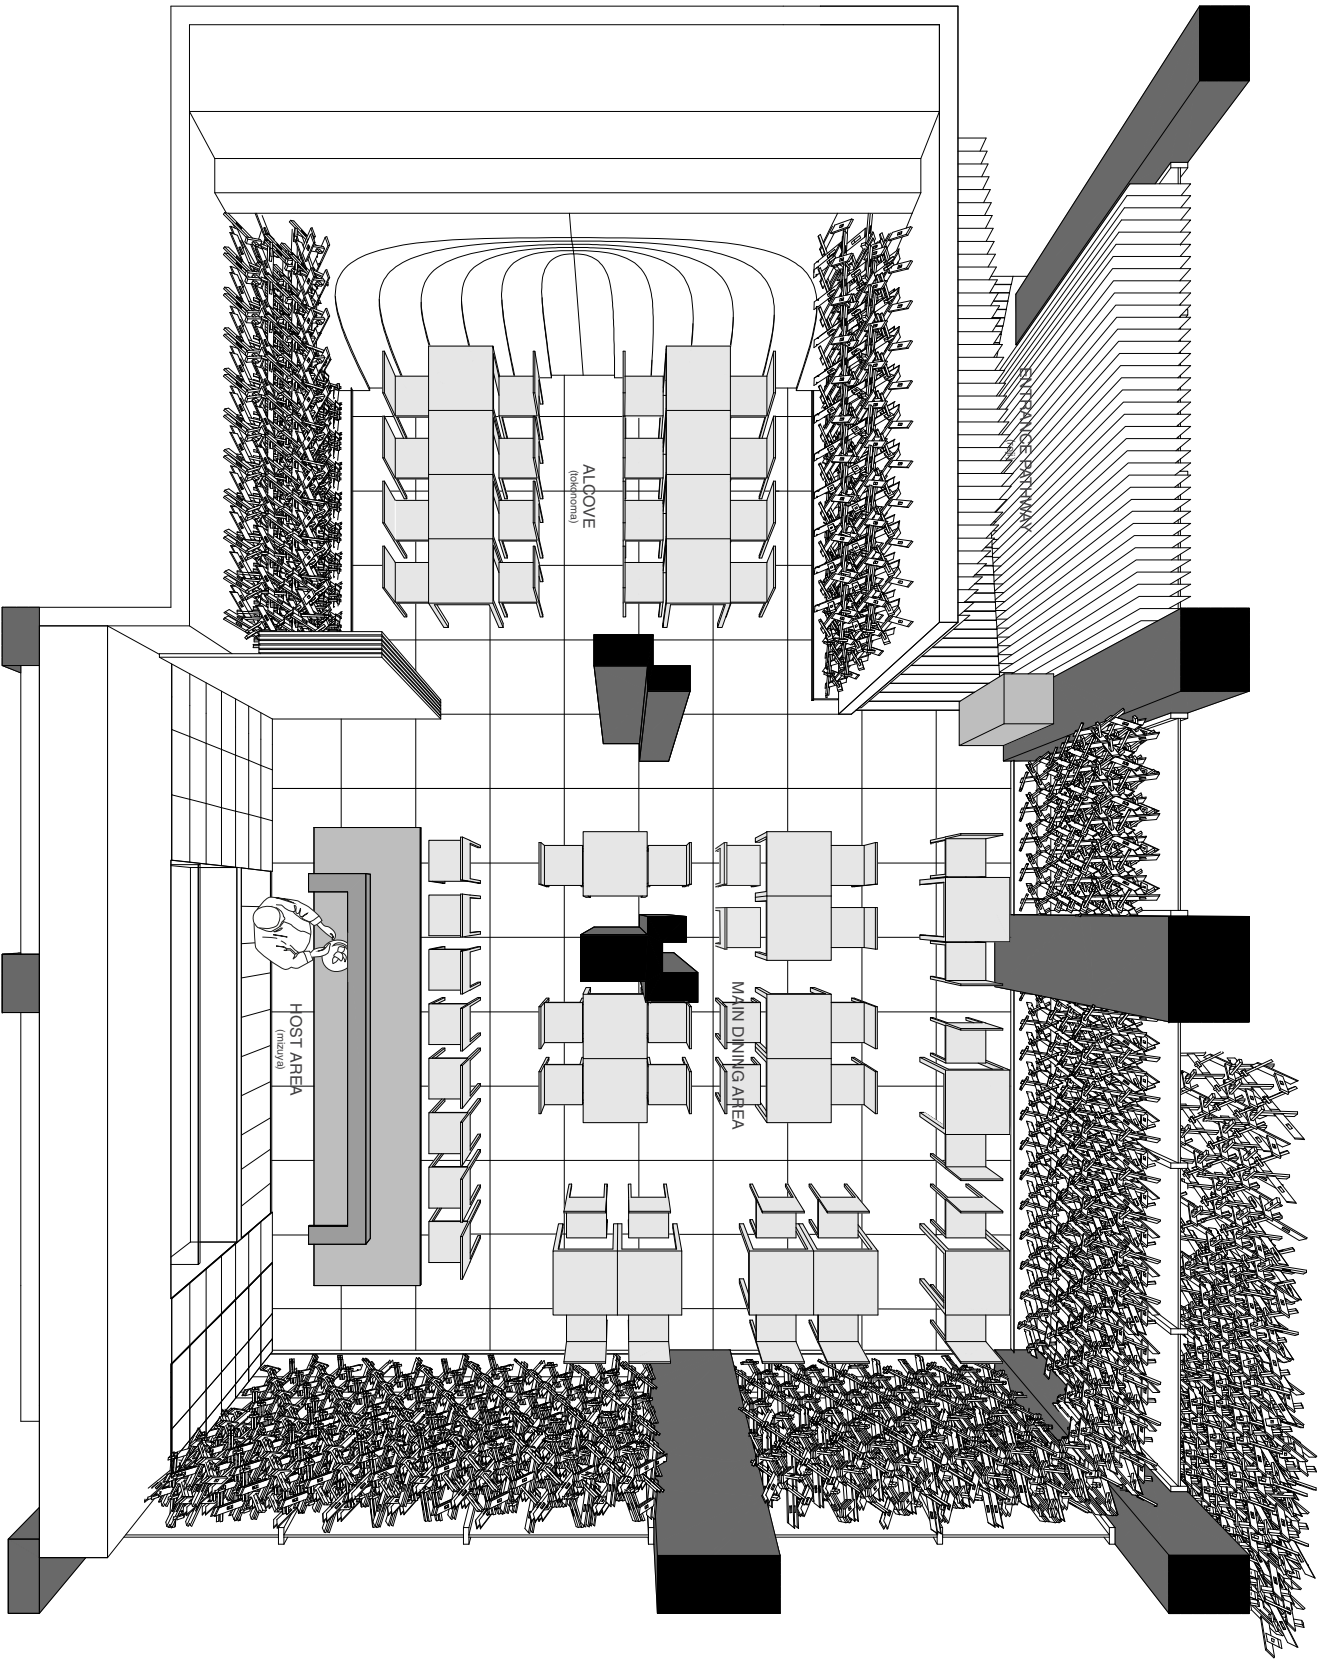 ENTRANCE PATHWAY
ALCOVE
(tokonoma)
MAIN DINING AREA
HOST AREA
(mizuya)